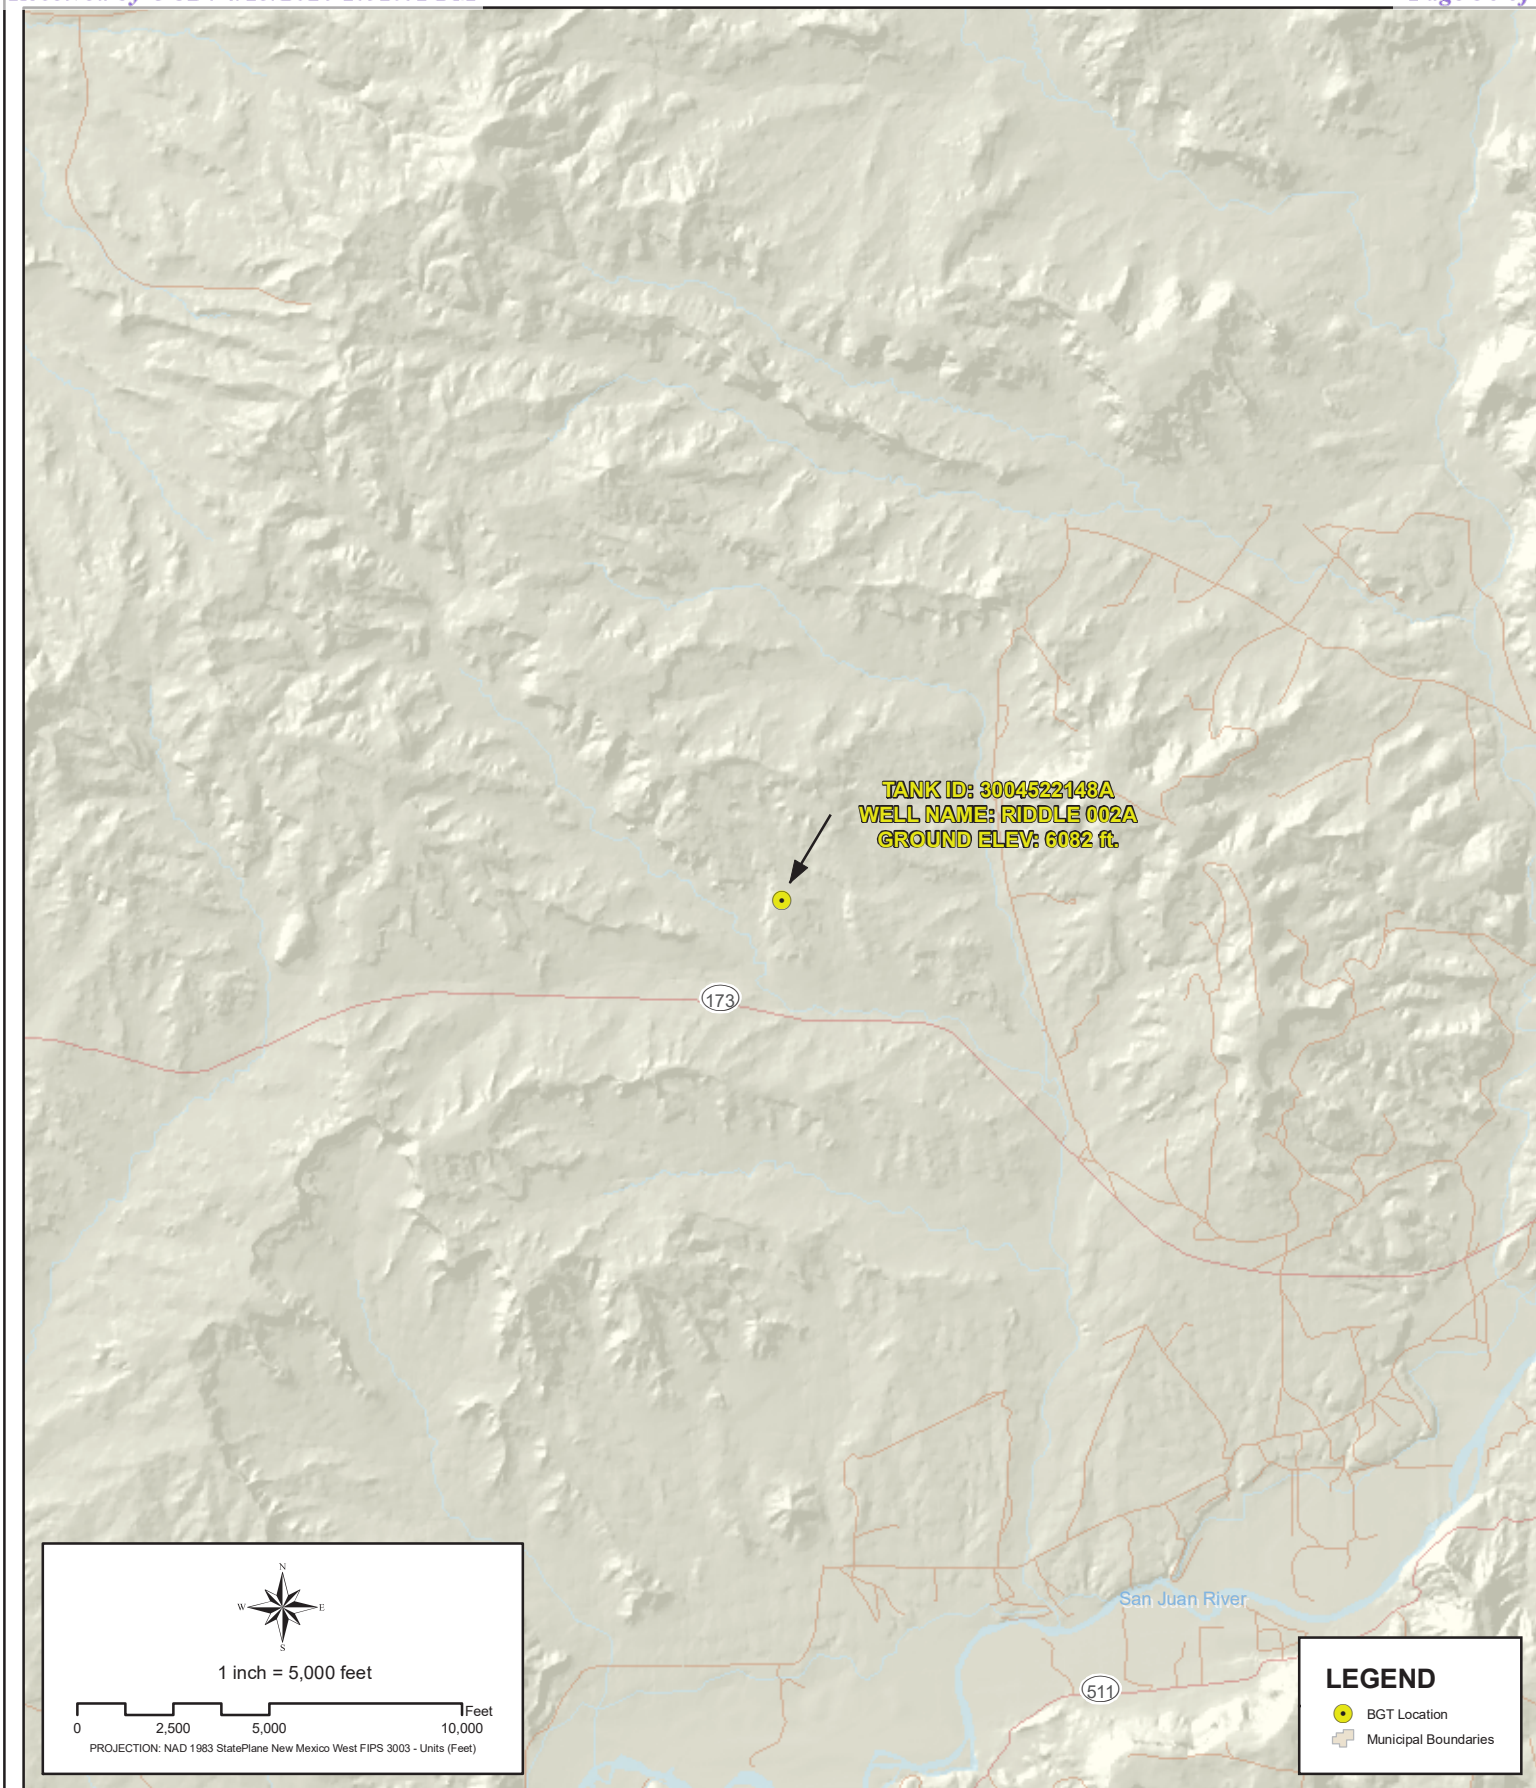 TANK ID: 3004522148A
WELL NAME: RIDDLE 002A
GROUND ELEV: 6082 ft.
173
San Juan River
511
N
W E
S
1 inch = 5,000 feet
Feet
0 2,500 5,000 10,000
PROJECTION: NAD 1983 StatePlane New Mexico West FIPS 3003 - Units (Feet)
LEGEND
BGT Location
Municipal Boundaries